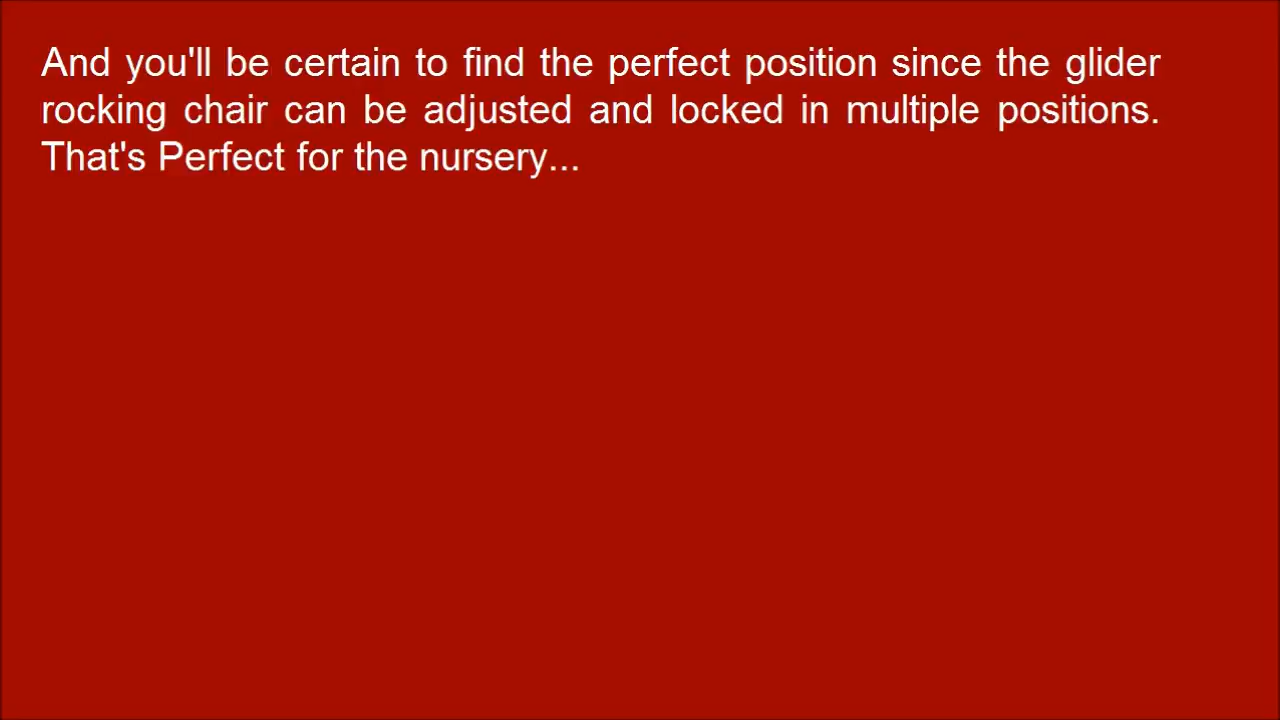 And you'll be certain to find the perfect position since the glider
rocking chair can be adjusted and locked in multiple positions.
That's Perfect for the nursery...